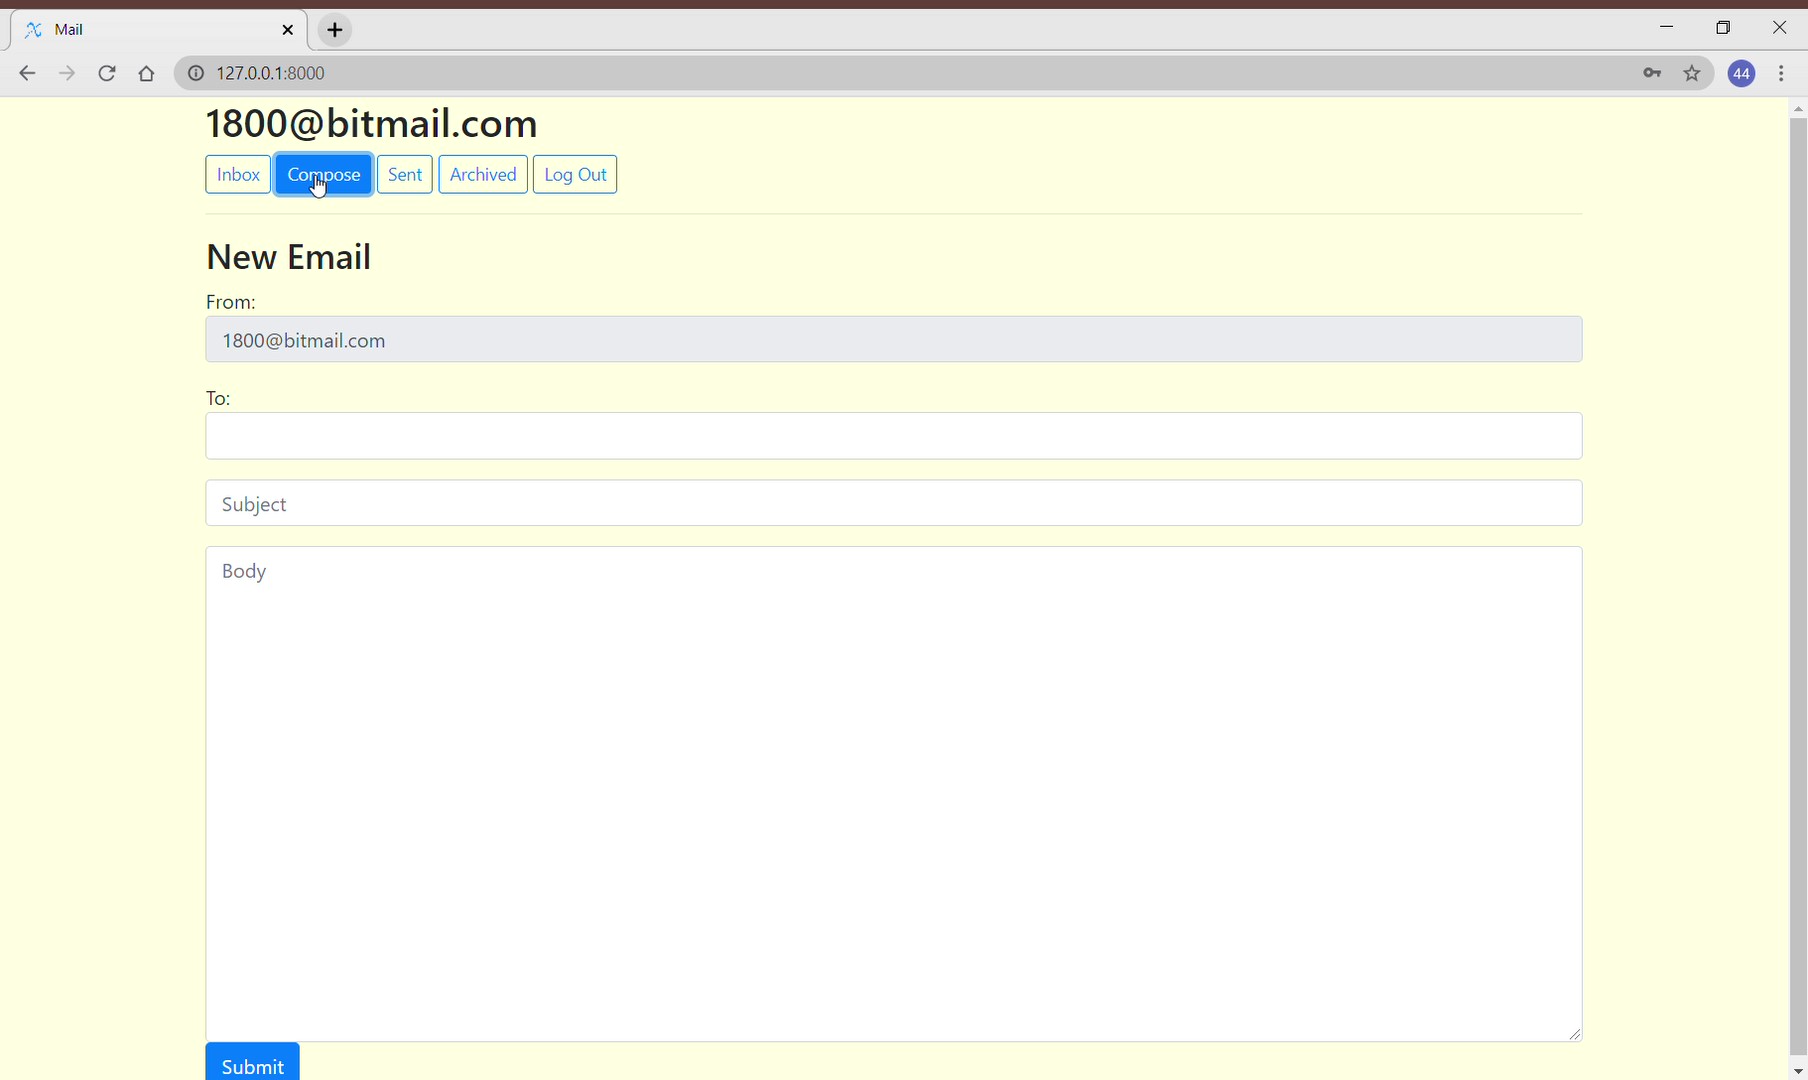 Mail
127.0.0.1:8000
44
1800@bitmail.com
Inbox Compose Sent Archived Log Out
New Email
From:
1800@bitmail.com
To:
Subject
Body
Submit